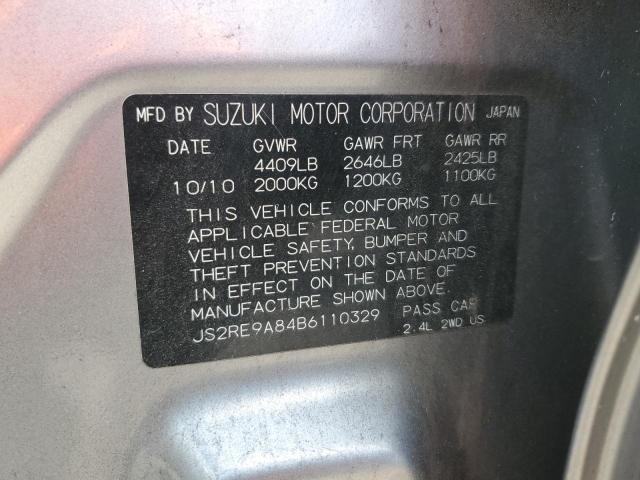 MFD BY SUZUKI MOTOR CORPORATION JAPAN
DATE GVWR GAWR FRT GAWR RR
4409LB 2646LB 2425LB
10/10 2000KG 1200KG 1100KG
THIS VEHICLE CONFORMS TO ALL
APPLICABLE FEDERAL MOTOR
VEHICLE SAFETY, BUMPER AND
THEFT PREVENTION STANDARDS
IN EFFECT ON THE DATE OF
MANUFACTURE SHOWN ABOVE.
JS2RE9A84B6110329 PASS CAR
2.4L 2WD US